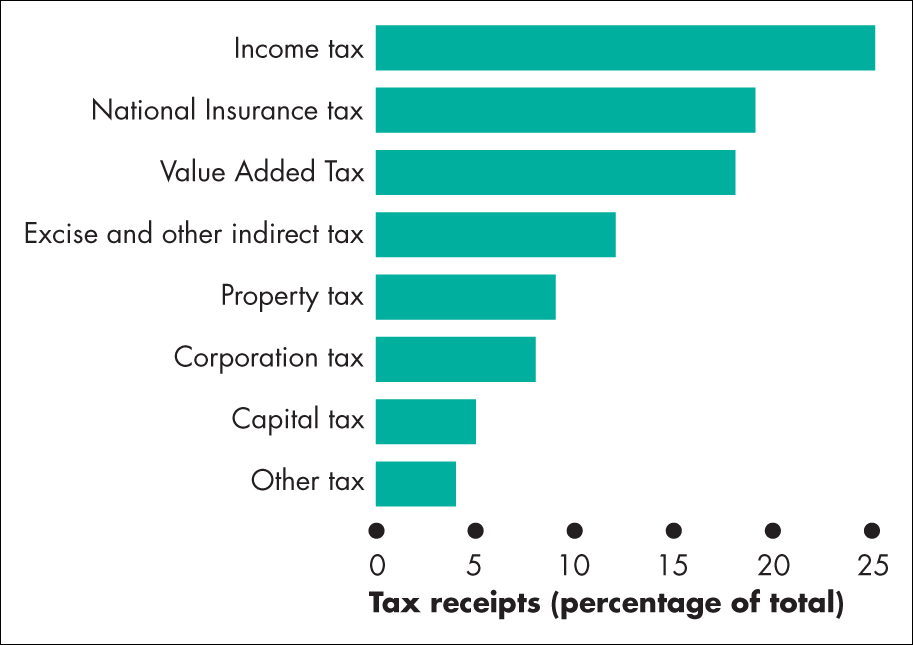 Income tax
National Insurance tax
Value Added Tax
Excise and other indirect tax
Property tax
Corporation tax
Capital tax
Other tax
0 5 10 15 20 25
Tax receipts (percentage of total)